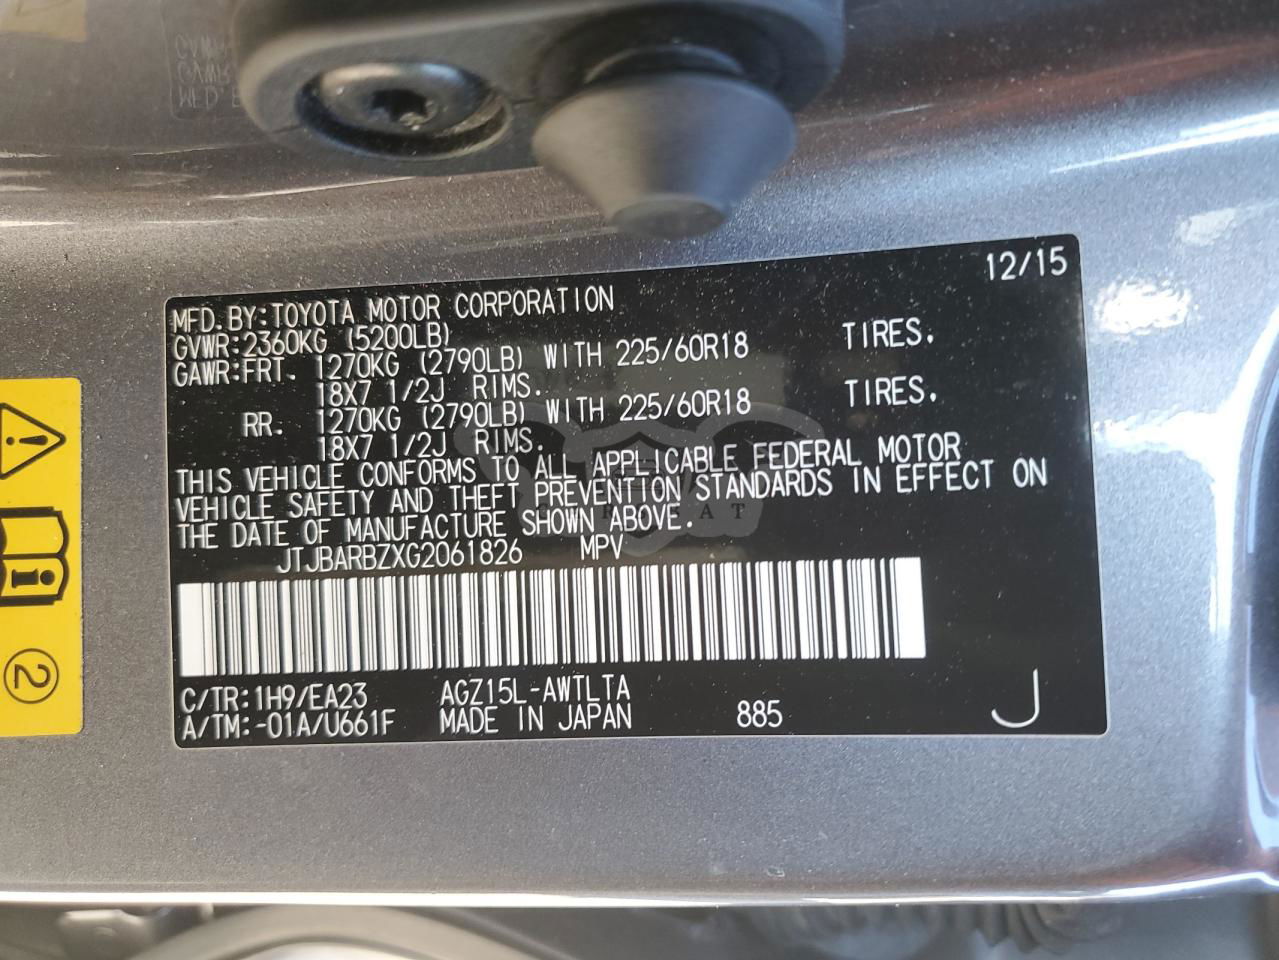 12/15
MFD.BY:TOYOTA MOTOR CORPORATION
GVWR:2360KG (5200LB)
GAWR:FRT. 1270KG (2790LB) WITH 225/60R18 TIRES.
18X7 1/2J RIMS.
RR. 1270KG (2790LB) WITH 225/60R18 TIRES.
18X7 1/2J RIMS.
THIS VEHICLE CONFORMS TO ALL APPLICABLE FEDERAL MOTOR
VEHICLE SAFETY AND THEFT PREVENTION STANDARDS IN EFFECT ON
THE DATE OF MANUFACTURE SHOWN ABOVE.
JTJBARBZXG2061826 MPV
C/TR:1H9/EA23 AGZ15L-AWTLTA
A/TM:-01A/U661F MADE IN JAPAN 885 J
2